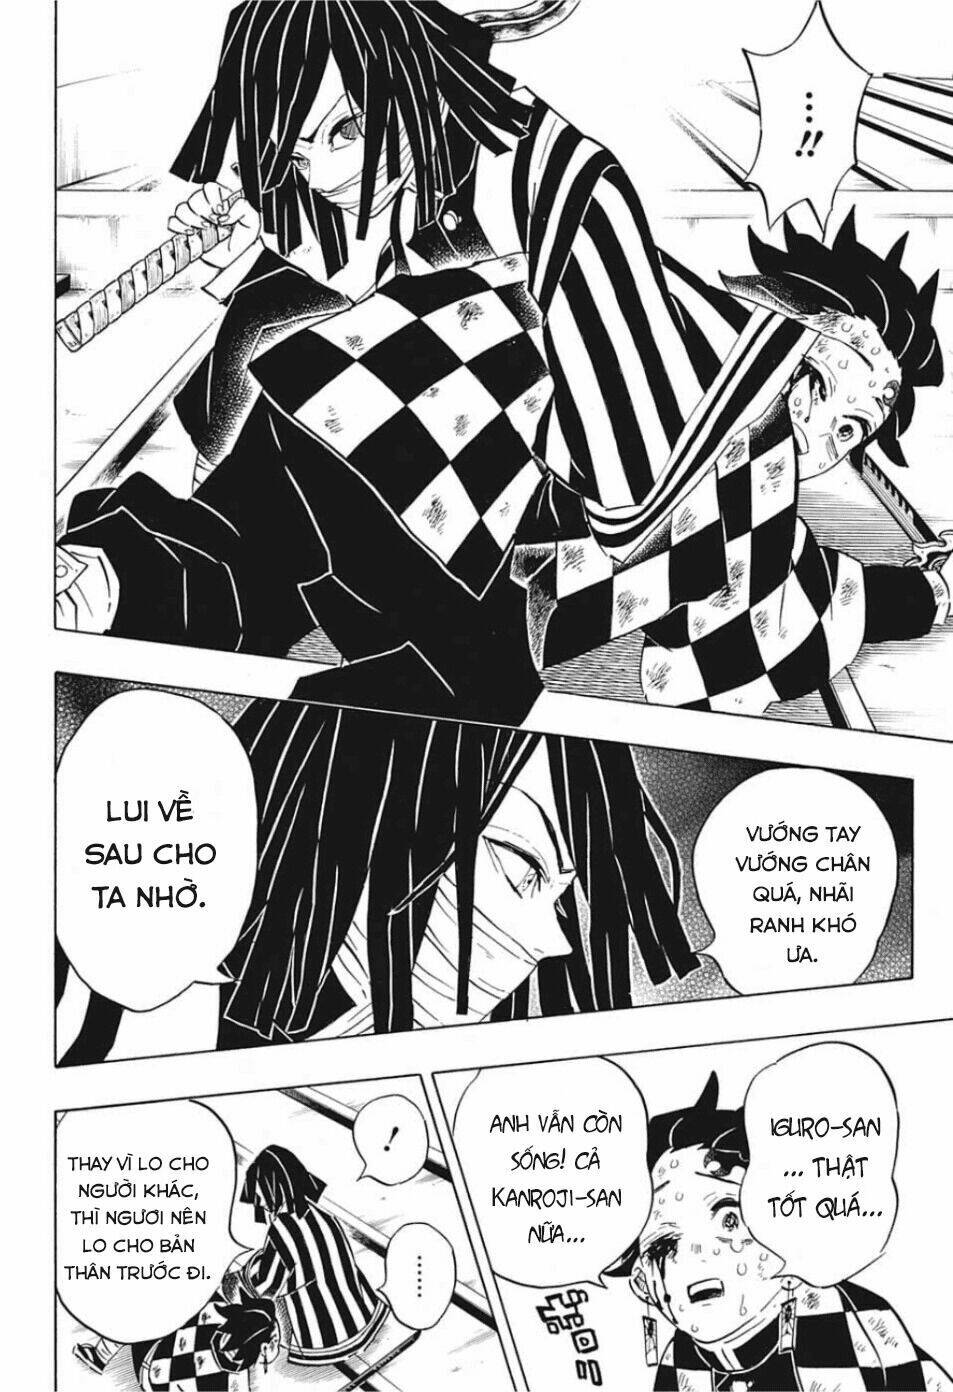 ....!!
VƯỚNG TAY
VƯỚNG CHÂN
QUÁ, NHÃI
RANH KHÓ
ƯA.
LUI VỀ
SAU CHO
TA NHỜ.
IGURO-SAN
... THẬT
TỐT QUÁ...
ANH VẪN CÒN
SỐNG! CẢ
KANROJI-SAN
NỮA...
!
.....
THAY VÌ LO CHO
NGƯỜI KHÁC,
THÌ NGƯƠI NÊN
LO CHO BẢN
THÂN TRƯỚC ĐI.